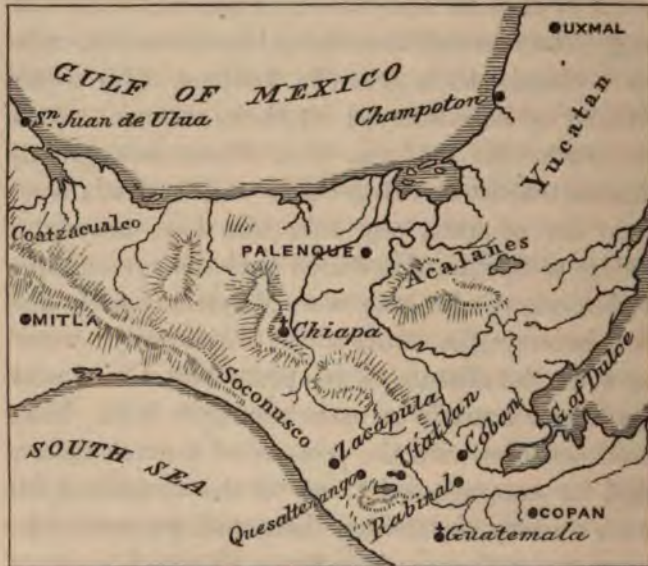 UXMAL
GULF OF MEXICO
Champoton
Sn. Juan de Ulua
Yucatan
Coatzacualco
PALENQUE
Acalanes
MITLA
Chiapa
Soconusco
G. of Dulce
Zacapula
Utatlan
Coban
SOUTH SEA
Quesaltenango
Rabinal
COPAN
Guatemala